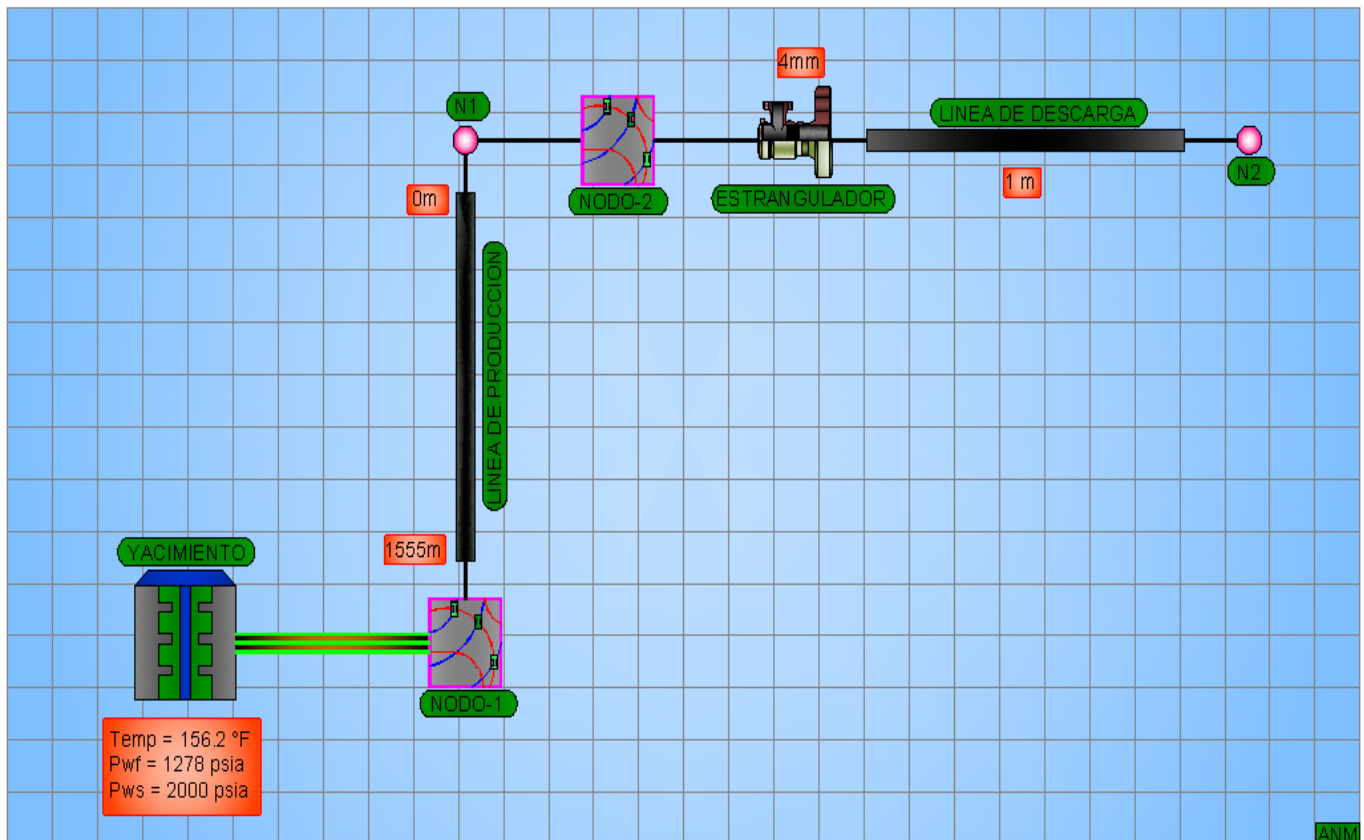 4mm
N1
LINEA DE DESCARGA
N2
1 m
0m
NODO-2
ESTRANGULADOR
LINEA DE PRODUCCION
1555m
YACIMIENTO
NODO-1
Temp = 156.2 °F
Pwf = 1278 psia
Pws = 2000 psia
ANM